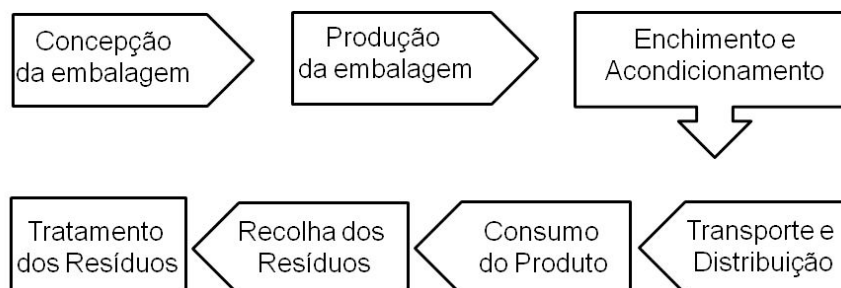 Concepção
da embalagem
Produção
da embalagem
Enchimento e
Acondicionamento
Transporte e
Distribuição
Consumo
do Produto
Recolha dos
Resíduos
Tratamento
dos Resíduos